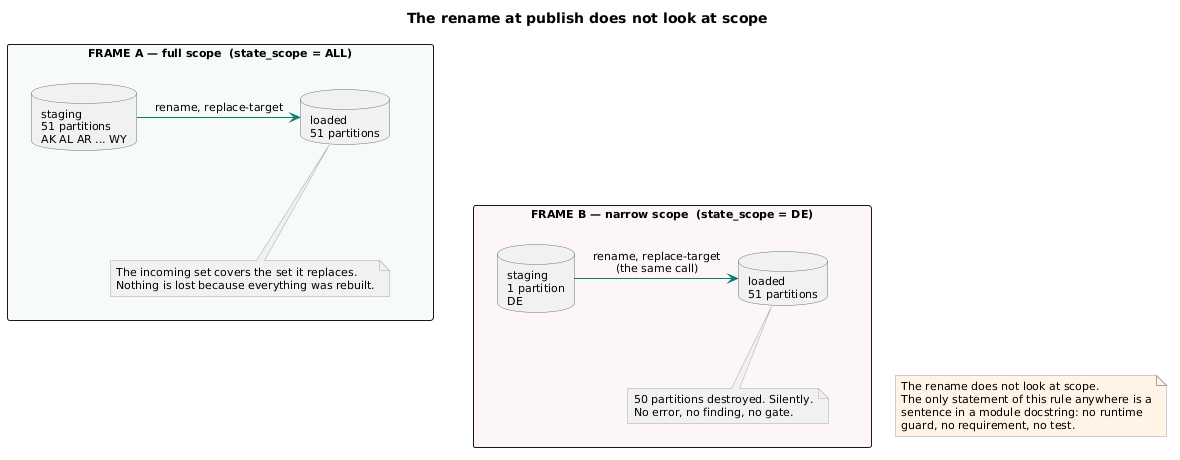 The rename at publish does not look at scope
FRAME A — full scope  (state_scope = ALL)
staging
51 partitions
AK AL AR ... WY
rename, replace-target
loaded
51 partitions
The incoming set covers the set it replaces.
Nothing is lost because everything was rebuilt.
FRAME B — narrow scope  (state_scope = DE)
staging
1 partition
DE
rename, replace-target
(the same call)
loaded
51 partitions
50 partitions destroyed. Silently.
No error, no finding, no gate.
The rename does not look at scope.
The only statement of this rule anywhere is a
sentence in a module docstring: no runtime
guard, no requirement, no test.